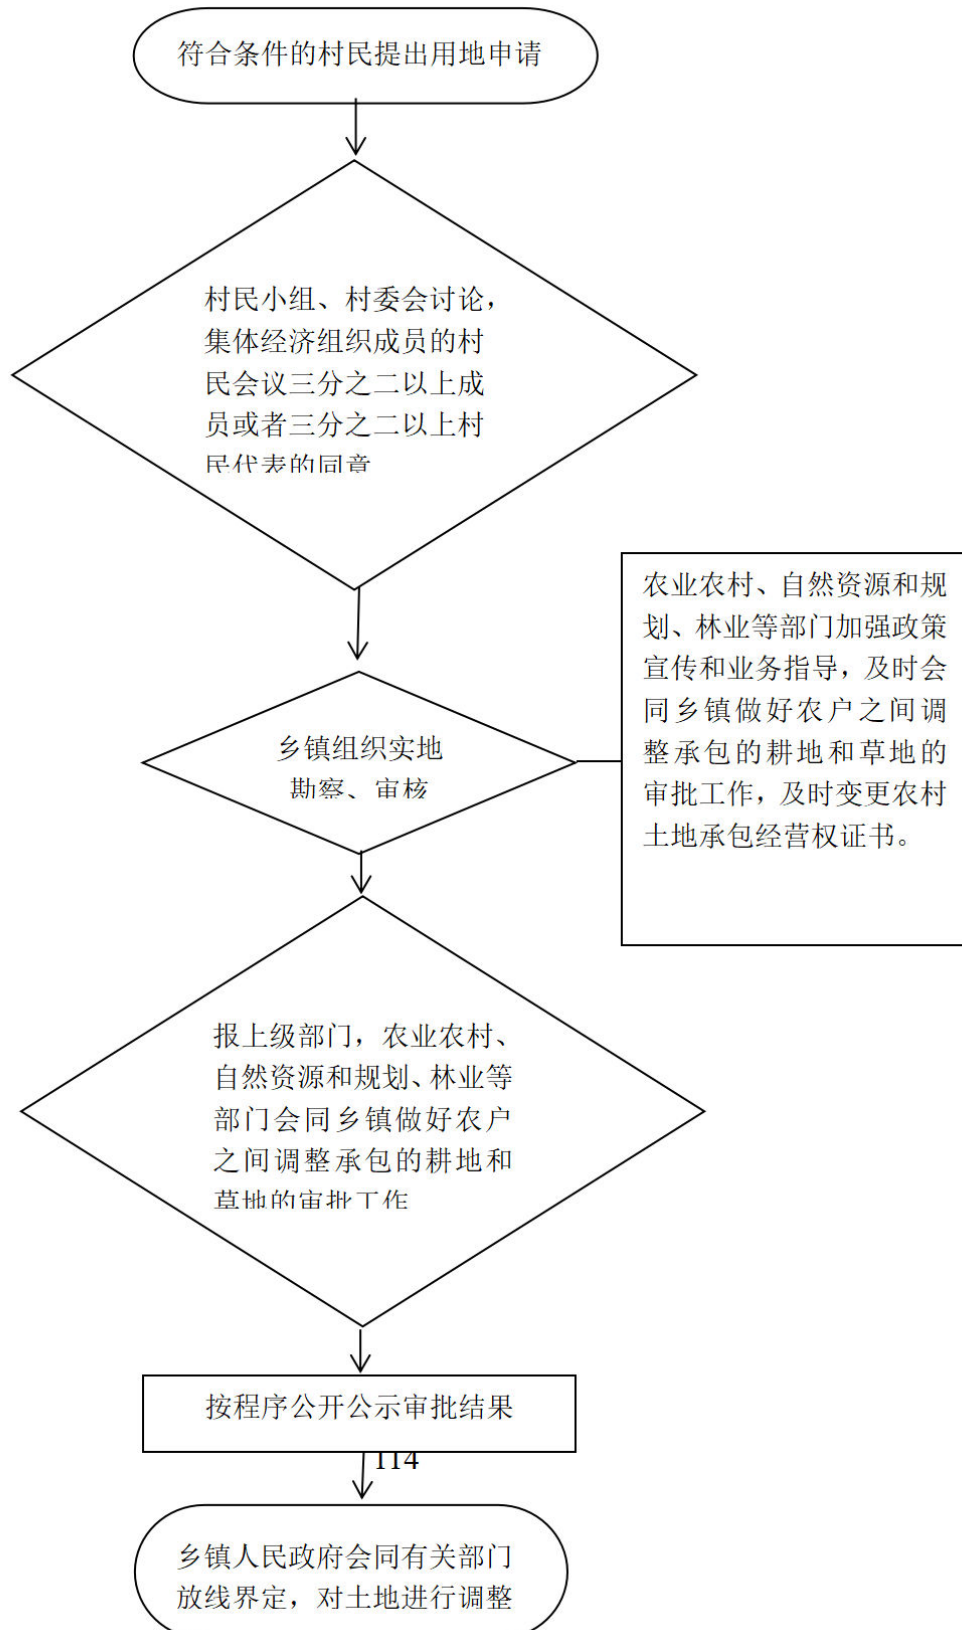 符合条件的村民提出用地申请
村民小组、村委会讨论，
集体经济组织成员的村
民会议三分之二以上成
员或者三分之二以上村
民代表的同意
农业农村、自然资源和规
划、林业等部门加强政策
宣传和业务指导，及时会
同乡镇做好农户之间调
整承包的耕地和草地的
审批工作，及时变更农村
土地承包经营权证书。
乡镇组织实地
勘察、审核
报上级部门，农业农村、
自然资源和规划、林业等
部门会同乡镇做好农户
之间调整承包的耕地和
草地的审批工作
按程序公开公示审批结果
114
乡镇人民政府会同有关部门
放线界定，对土地进行调整